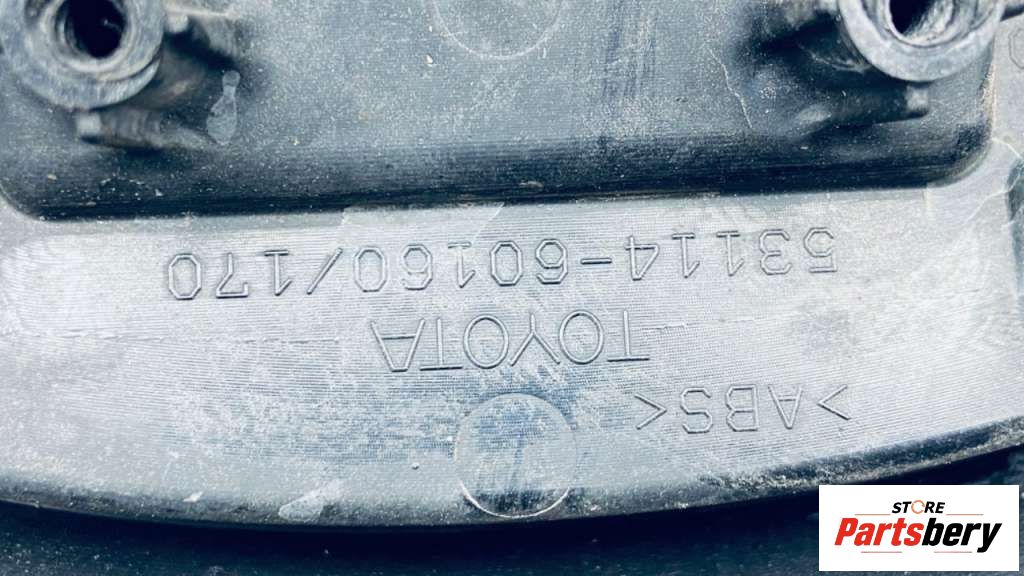 >ABS<
TOYOTA
53114-60160/170
STORE
Partsbery